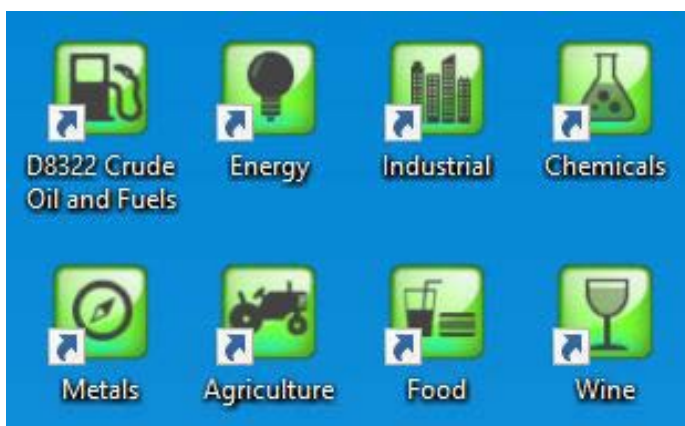 D8322 Crude
Oil and Fuels
Energy
Industrial
Chemicals
Metals
Agriculture
Food
Wine